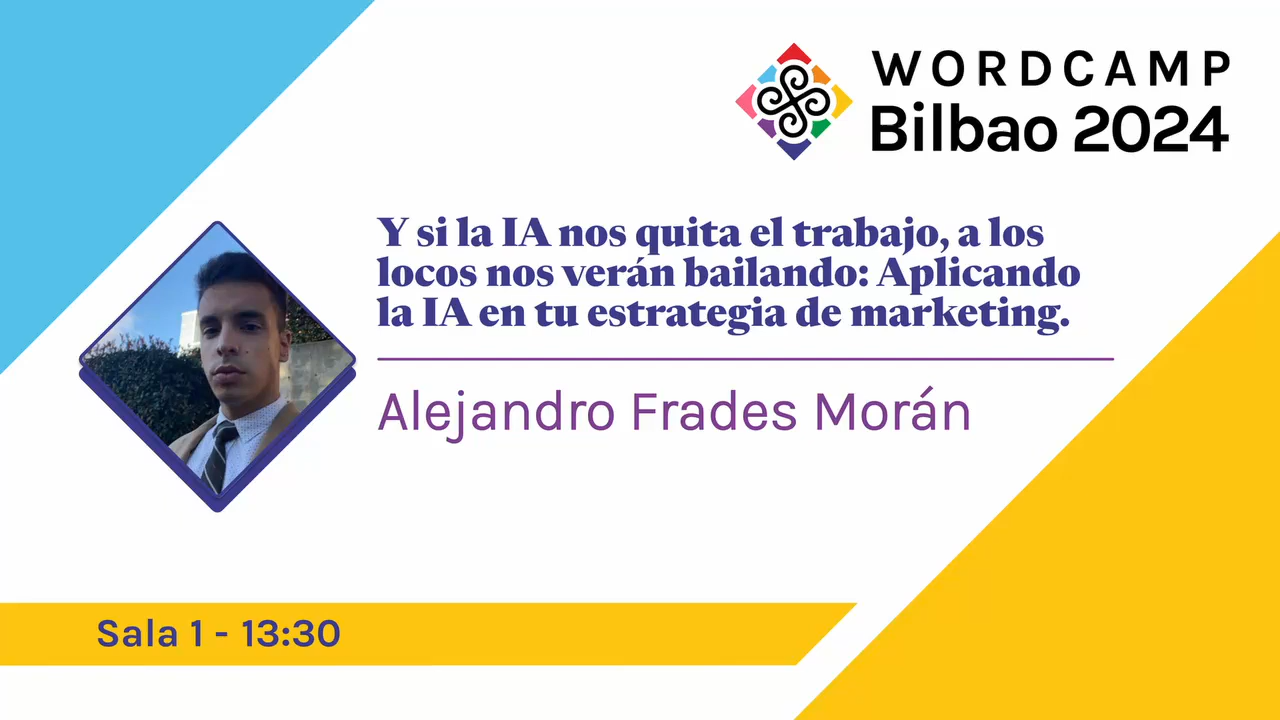 WORDCAMP
Bilbao 2024
Y si la IA nos quita el trabajo, a los
locos nos verán bailando: Aplicando
la IA en tu estrategia de marketing.
Alejandro Frades Morán
Sala 1 - 13:30